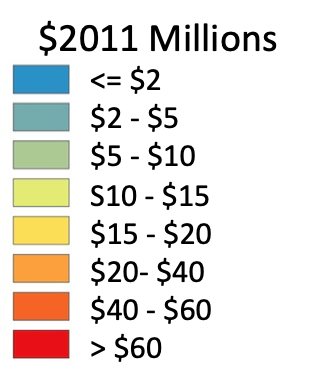 $2011 Millions
<= $2
$2 - $5
$5 - $10
S10 - $15
$15 - $20
$20- $40
$40 - $60
> $60